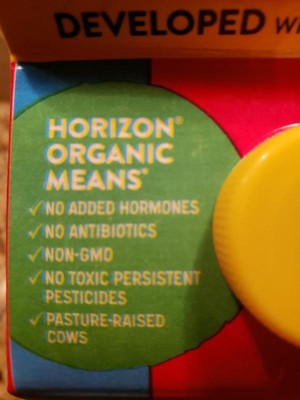 DEVELOPED
HORIZON®
ORGANIC
MEANS*
✓ NO ADDED HORMONES
✓ NO ANTIBIOTICS
✓ NON-GMO
✓ NO TOXIC PERSISTENT
PESTICIDES
✓ PASTURE-RAISED
COWS